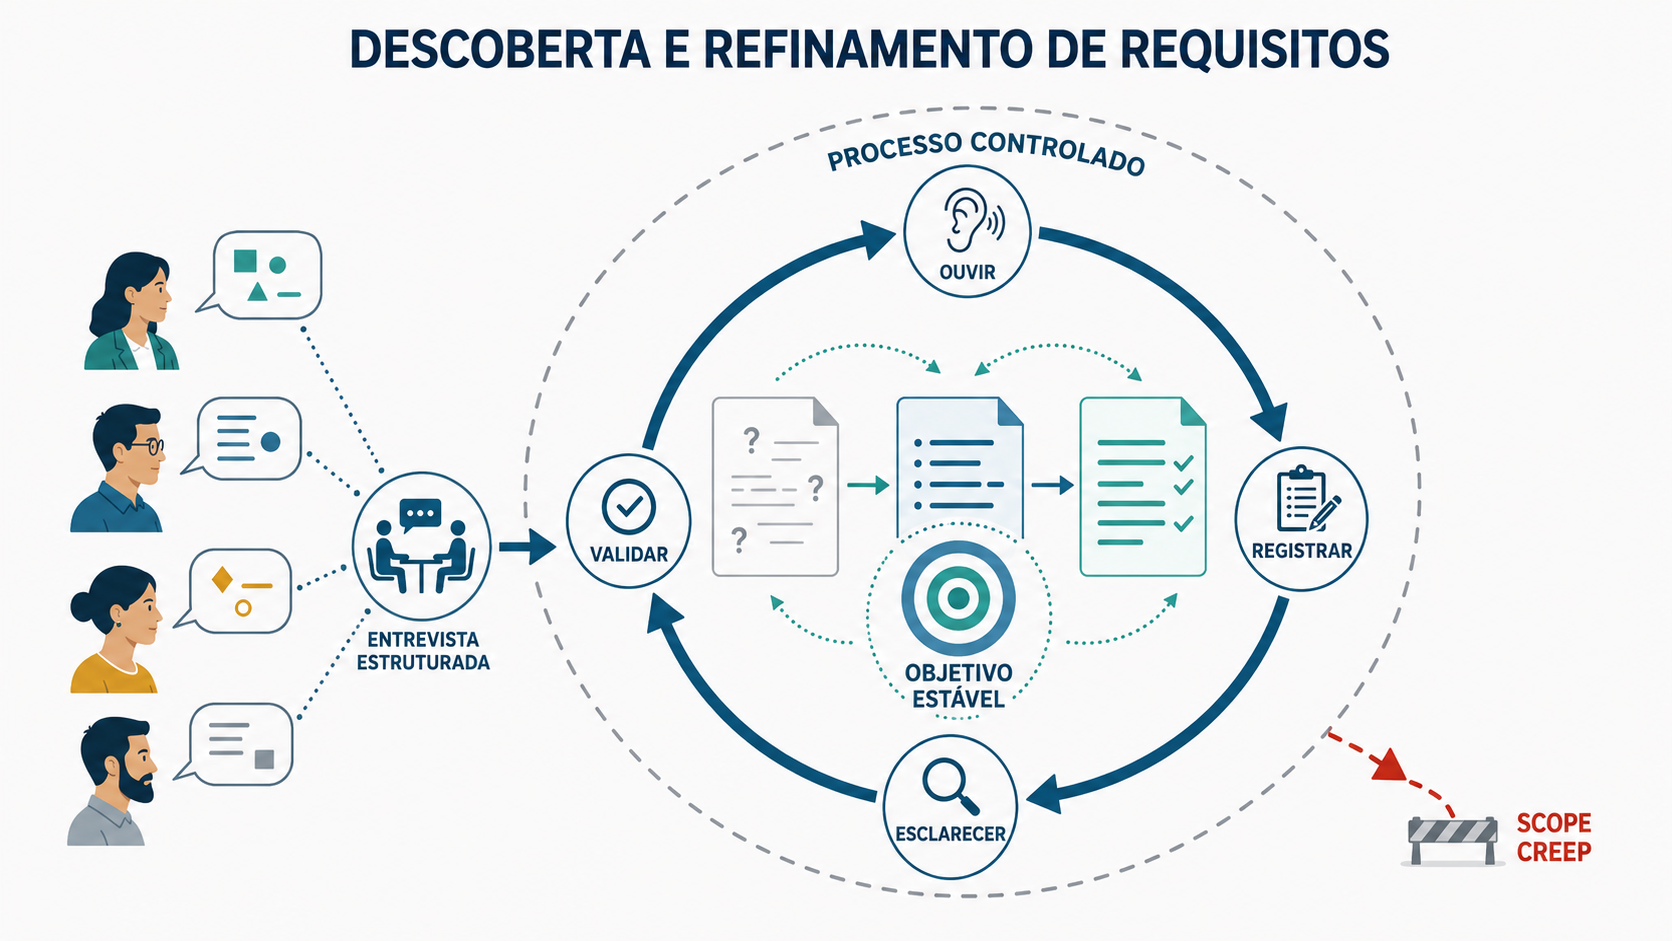 DESCOBERTA E REFINAMENTO DE REQUISITOS
PROCESSO CONTROLADO
OUVIR
?
?
?
VALIDAR
REGISTRAR
ENTREVISTA
ESTRUTURADA
OBJETIVO
ESTÁVEL
ESCLARECER
SCOPE
CREEP